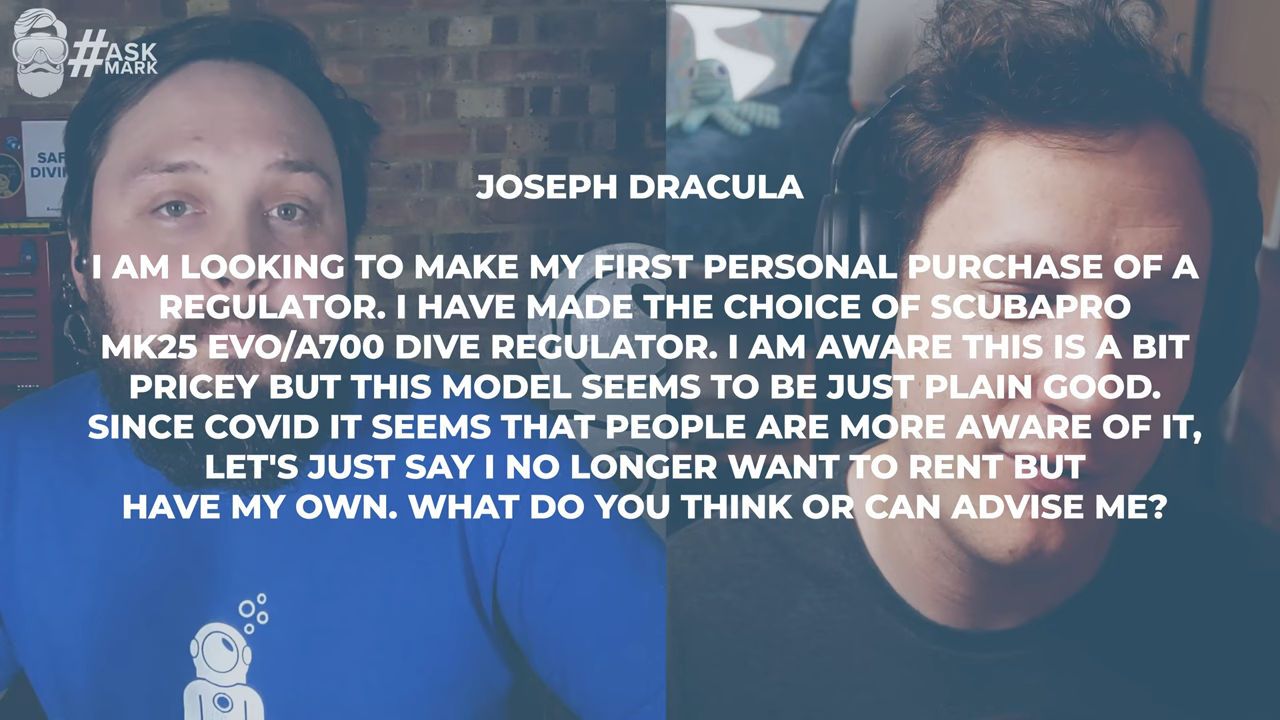 #ASK
MARK
SAF
DIVI
JOSEPH DRACULA
I AM LOOKING TO MAKE MY FIRST PERSONAL PURCHASE OF A
REGULATOR. I HAVE MADE THE CHOICE OF SCUBAPRO
MK25 EVO/A700 DIVE REGULATOR. I AM AWARE THIS IS A BIT
PRICEY BUT THIS MODEL SEEMS TO BE JUST PLAIN GOOD.
SINCE COVID IT SEEMS THAT PEOPLE ARE MORE AWARE OF IT,
LET'S JUST SAY I NO LONGER WANT TO RENT BUT
HAVE MY OWN. WHAT DO YOU THINK OR CAN ADVISE ME?